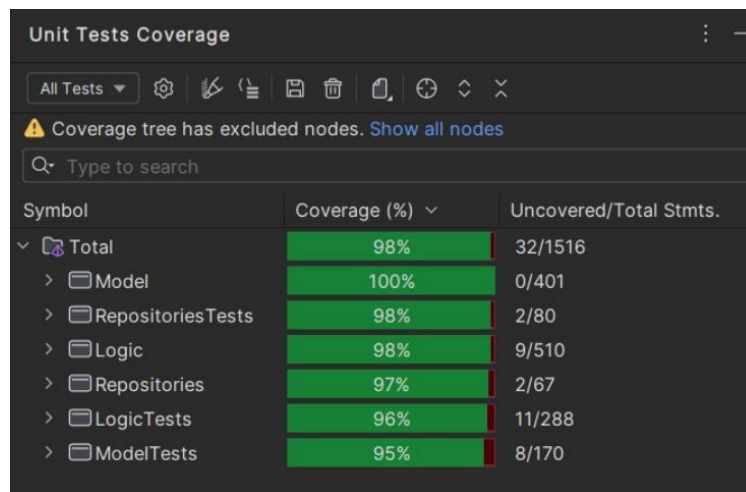 Unit Tests Coverage
All Tests
Coverage tree has excluded nodes. Show all nodes
Type to search
Symbol Coverage (%) Uncovered/Total Stmts.
Total 98% 32/1516
Model 100% 0/401
RepositoriesTests 98% 2/80
Logic 98% 9/510
Repositories 97% 2/67
LogicTests 96% 11/288
ModelTests 95% 8/170